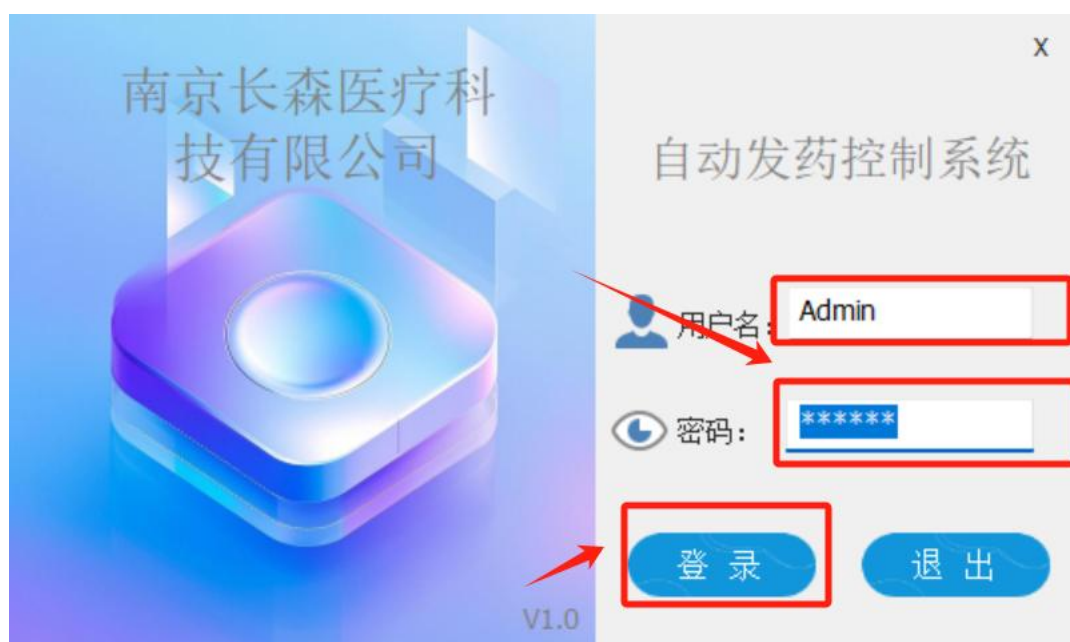 南京长森医疗科
技有限公司
X
自动发药控制系统
用户名：
Admin
密码：
******
登录
退出
V1.0